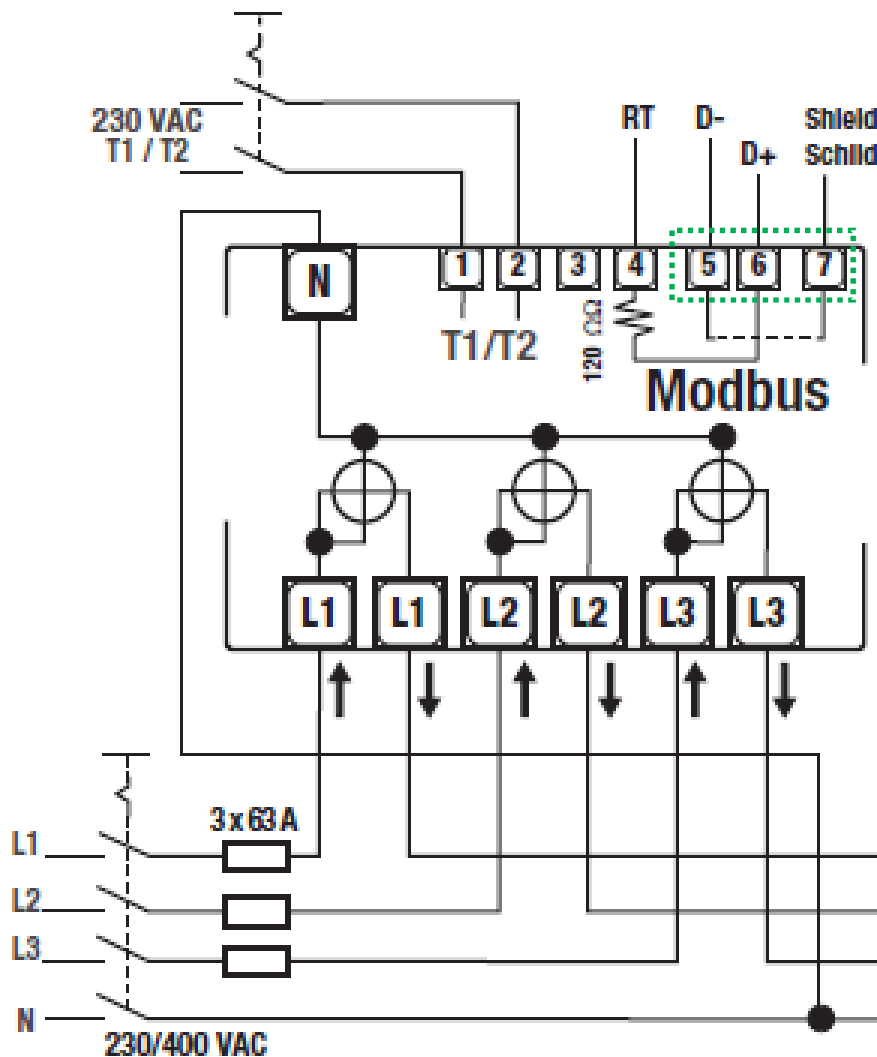 230 VAC
T1 / T2
RT D- Shield
D+ Schild
N 1 2 3 4 5 6 7
T1/T2
120 ΩΩ
Modbus
L1 L1 L2 L2 L3 L3
3 x 63 A
L1
L2
L3
N
230/400 VAC